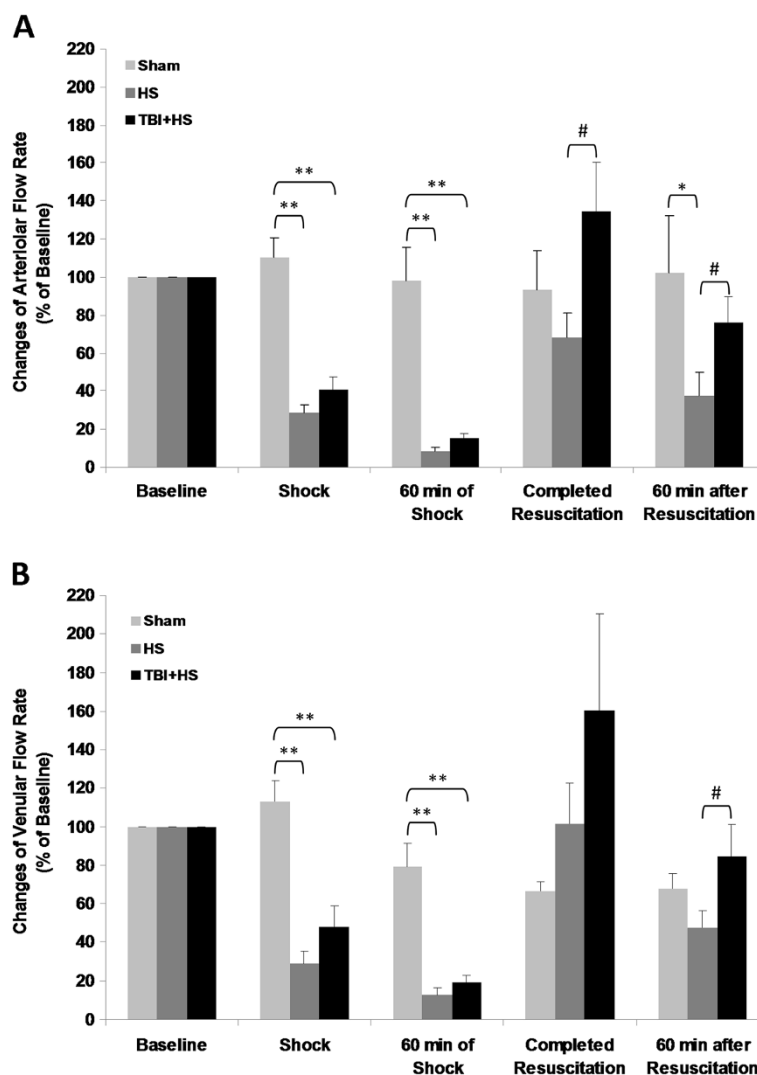 A
Changes of Arteriolar Flow Rate
(% of Baseline)
220
200
180
160
140
120
100
80
60
40
20
0
Sham
HS
TBI+HS
**
**
**
**
#
*
#
Baseline
Shock
60 min of
Shock
Completed
Resuscitation
60 min after
Resuscitation
B
Changes of Venular Flow Rate
(% of Baseline)
220
200
180
160
140
120
100
80
60
40
20
0
Sham
HS
TBI+HS
**
**
**
**
#
Baseline
Shock
60 min of
Shock
Completed
Resuscitation
60 min after
Resuscitation